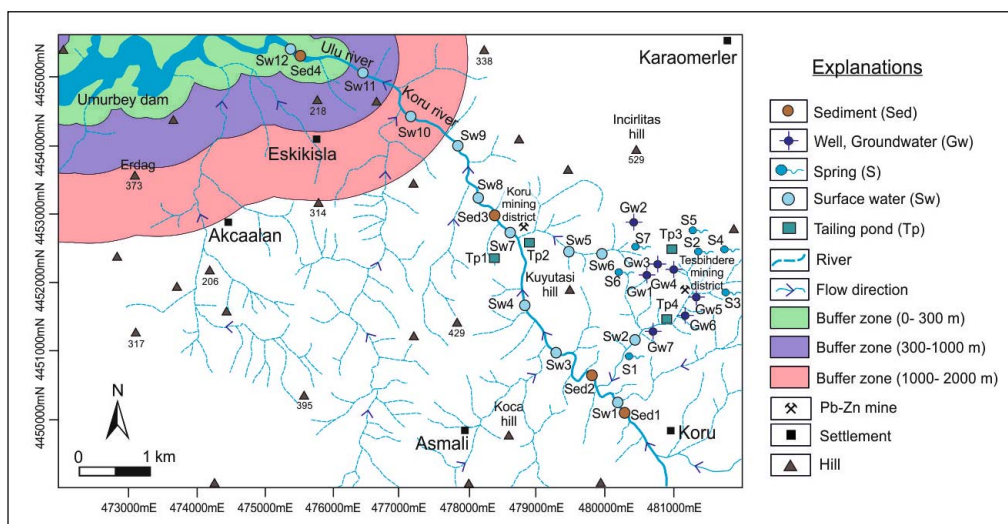 4455000mN
4454000mN
4453000mN
4452000mN
4451000mN
4450000mN
Sw12
Sed4
Ulu river
Sw11
338
Karaomerler
Umurbey dam
218
Koru river
Sw10
Sw9
Incirlitas
hill
529
Eskikisla
Erdag
373
314
Sw8
Koru
mining
district
Sed3
Akcaalan
Sw7
Tp1
Tp2
Sw5
Sw6
Gw2
S5
S7
Tp3
S2
S4
Gw3
Tesbindere
mining
district
S6
Gw1
Gw4
S3
206
Kuyutasi
hill
Sw4
Tp4
Gw5
Gw6
317
429
Sw2
Gw7
Sw3
S1
Sed2
395
Koca
hill
Sw1
Sed1
N
Asmali
Koru
0
1 km
473000mE
474000mE
475000mE
476000mE
477000mE
478000mE
479000mE
480000mE
481000mE
Explanations
Sediment (Sed)
Well, Groundwater (Gw)
Spring (S)
Surface water (Sw)
Tailing pond (Tp)
River
Flow direction
Buffer zone (0- 300 m)
Buffer zone (300-1000 m)
Buffer zone (1000- 2000 m)
Pb-Zn mine
Settlement
Hill